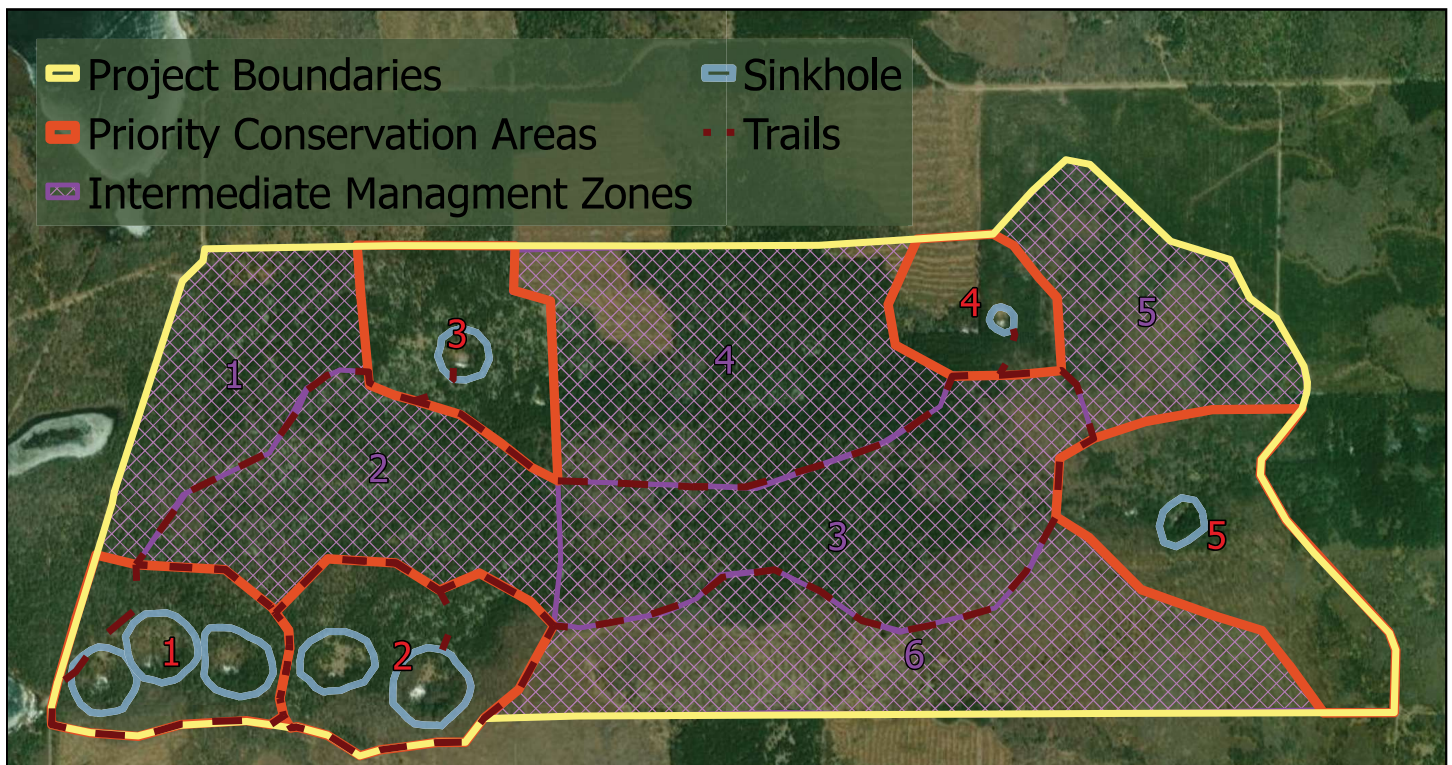 Project Boundaries
Sinkhole
Priority Conservation Areas
Trails
Intermediate Managment Zones
4
5
3
4
1
2
3
5
1
2
6